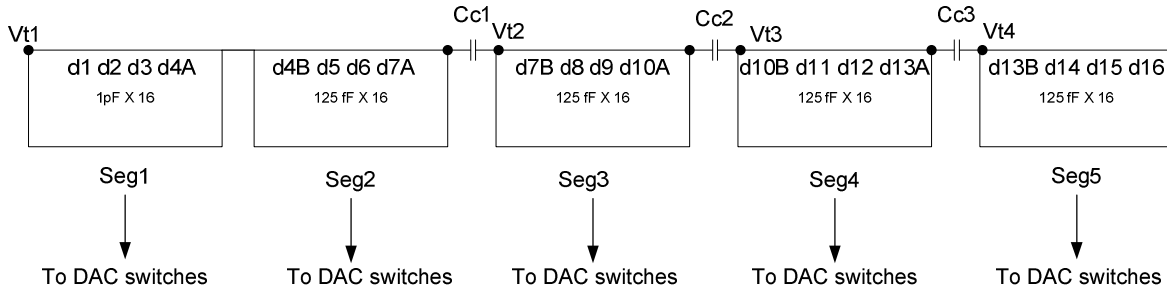 Cc1 Cc2 Cc3
Vt1 Vt2 Vt3 Vt4
d1 d2 d3 d4A d4B d5 d6 d7A d7B d8 d9 d10A d10B d11 d12 d13A d13B d14 d15 d16
1pF X 16 125 fF X 16 125 fF X 16 125 fF X 16 125 fF X 16
Seg1 Seg2 Seg3 Seg4 Seg5
To DAC switches To DAC switches To DAC switches To DAC switches To DAC switches